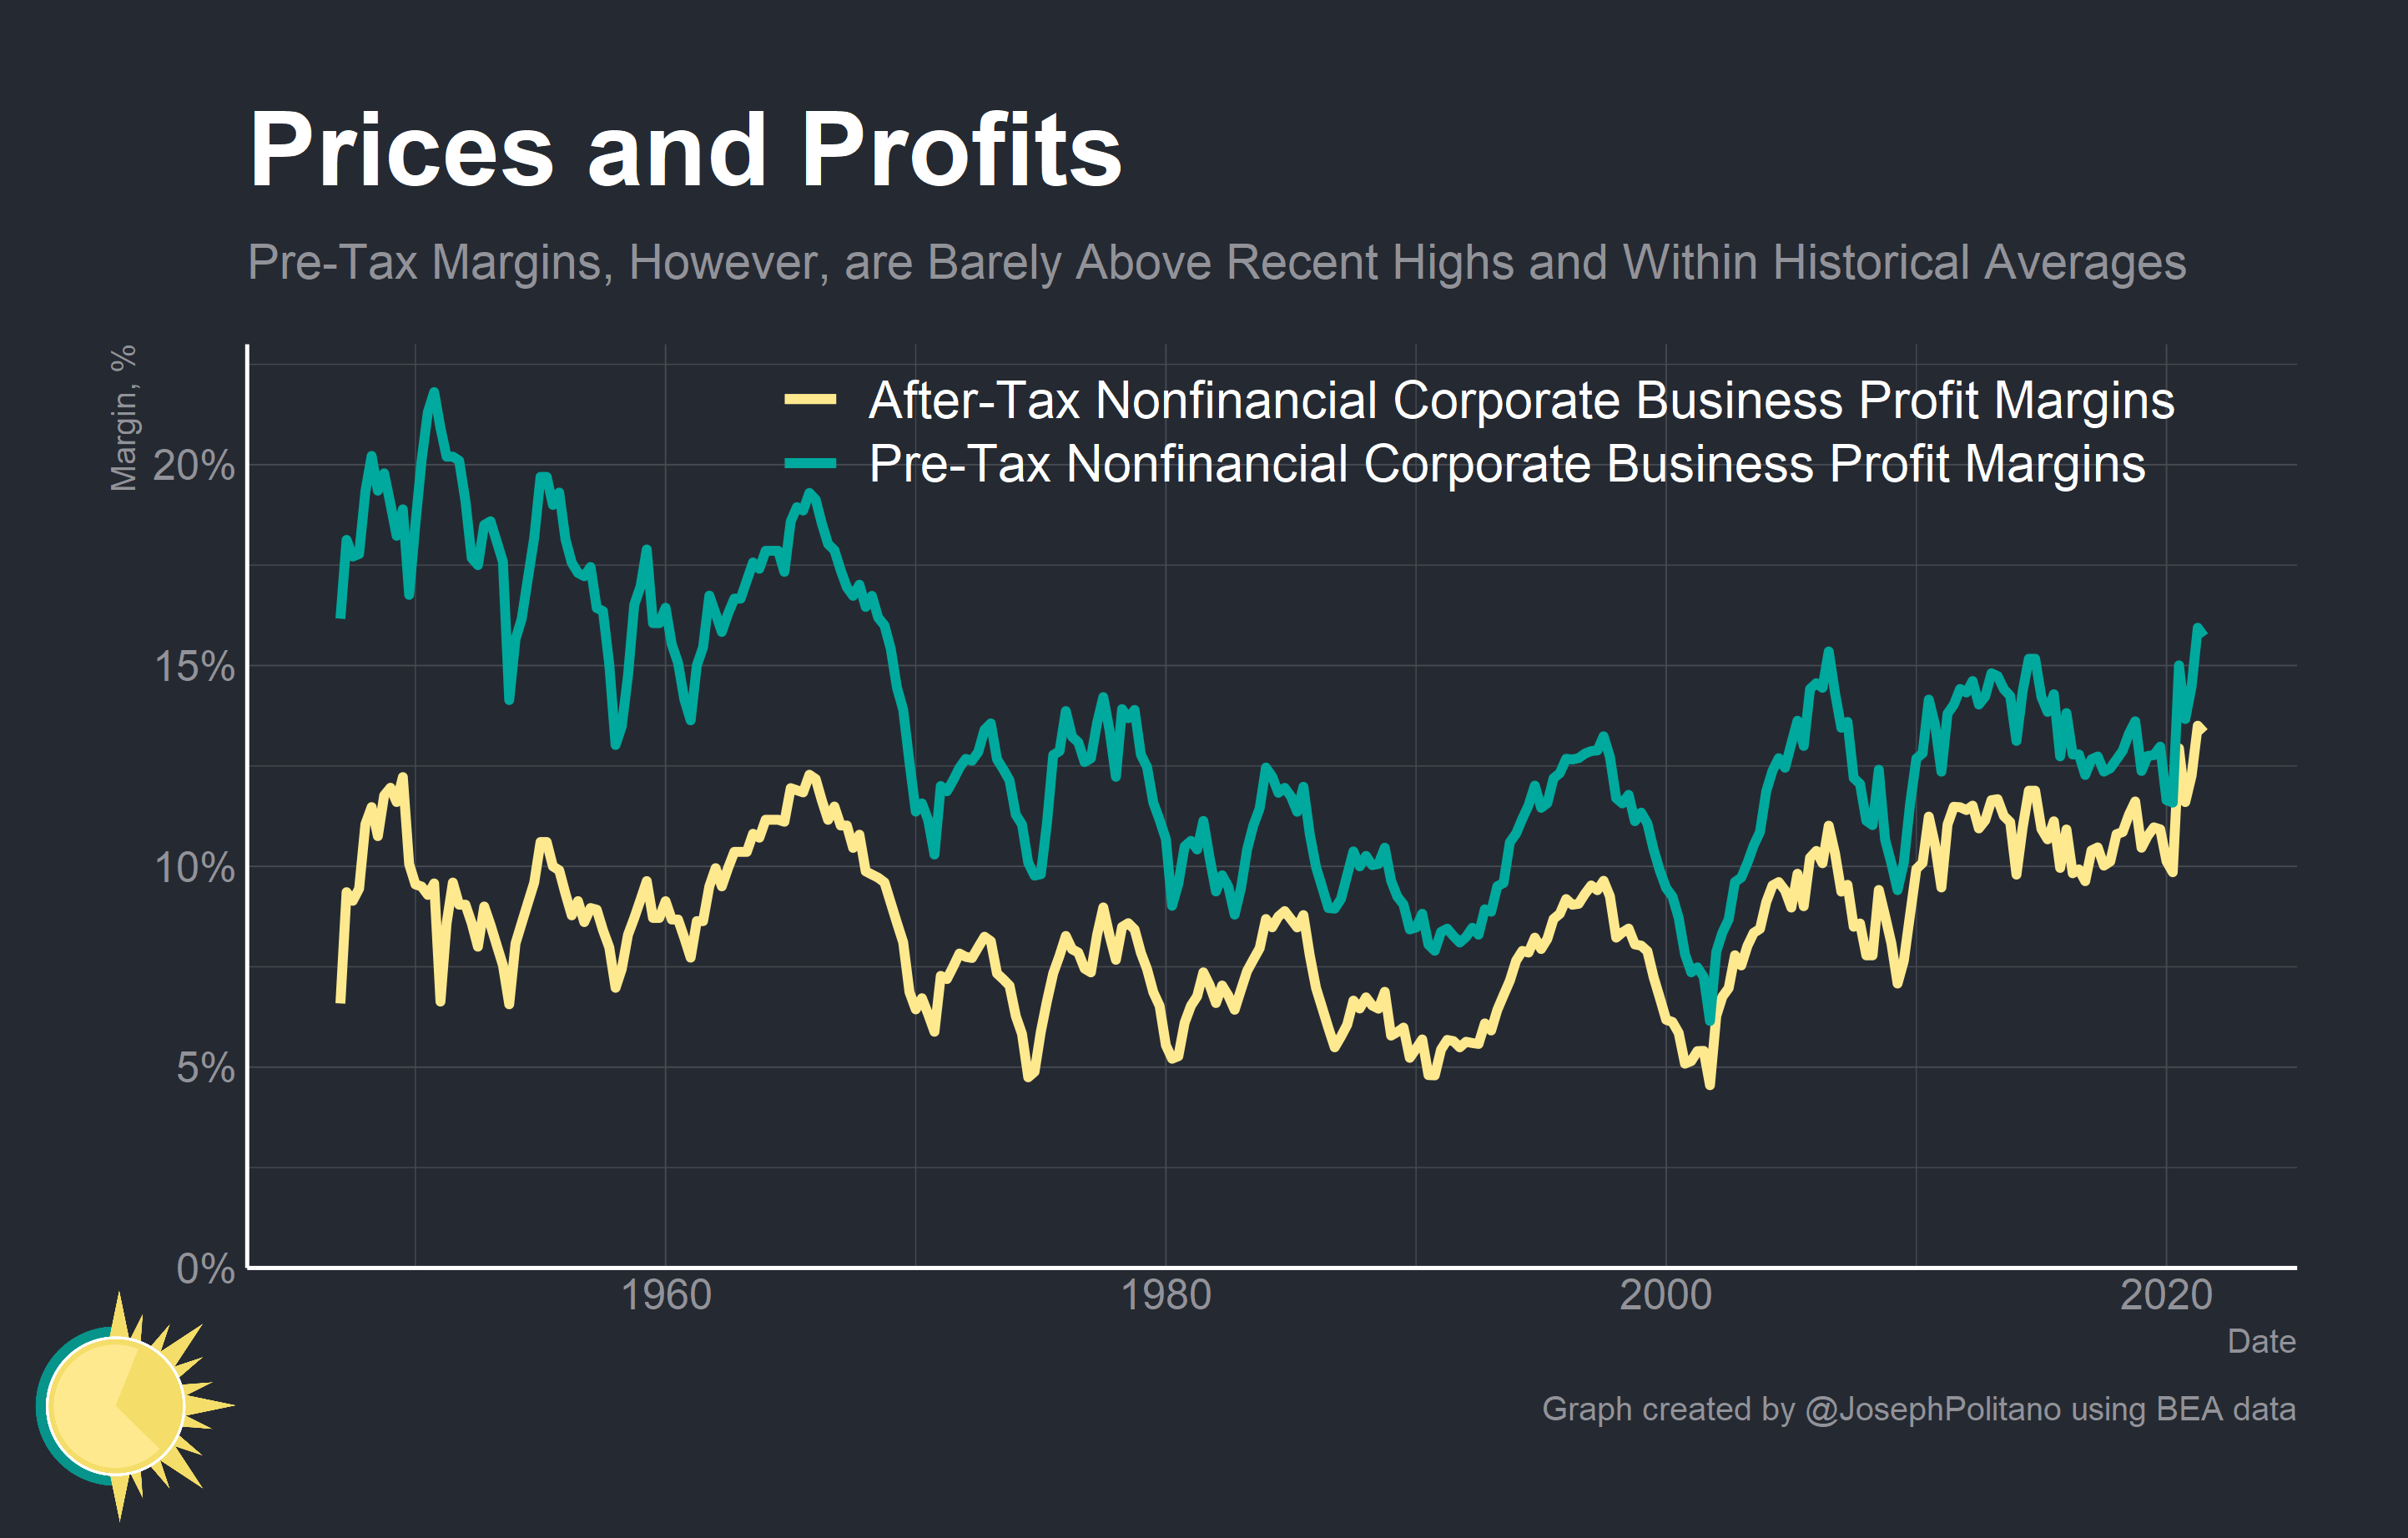 Prices and Profits
Pre-Tax Margins, However, are Barely Above Recent Highs and Within Historical Averages
Margin, %
After-Tax Nonfinancial Corporate Business Profit Margins
Pre-Tax Nonfinancial Corporate Business Profit Margins
20%
15%
10%
5%
0%
1960 1980 2000 2020
Date
Graph created by @JosephPolitano using BEA data